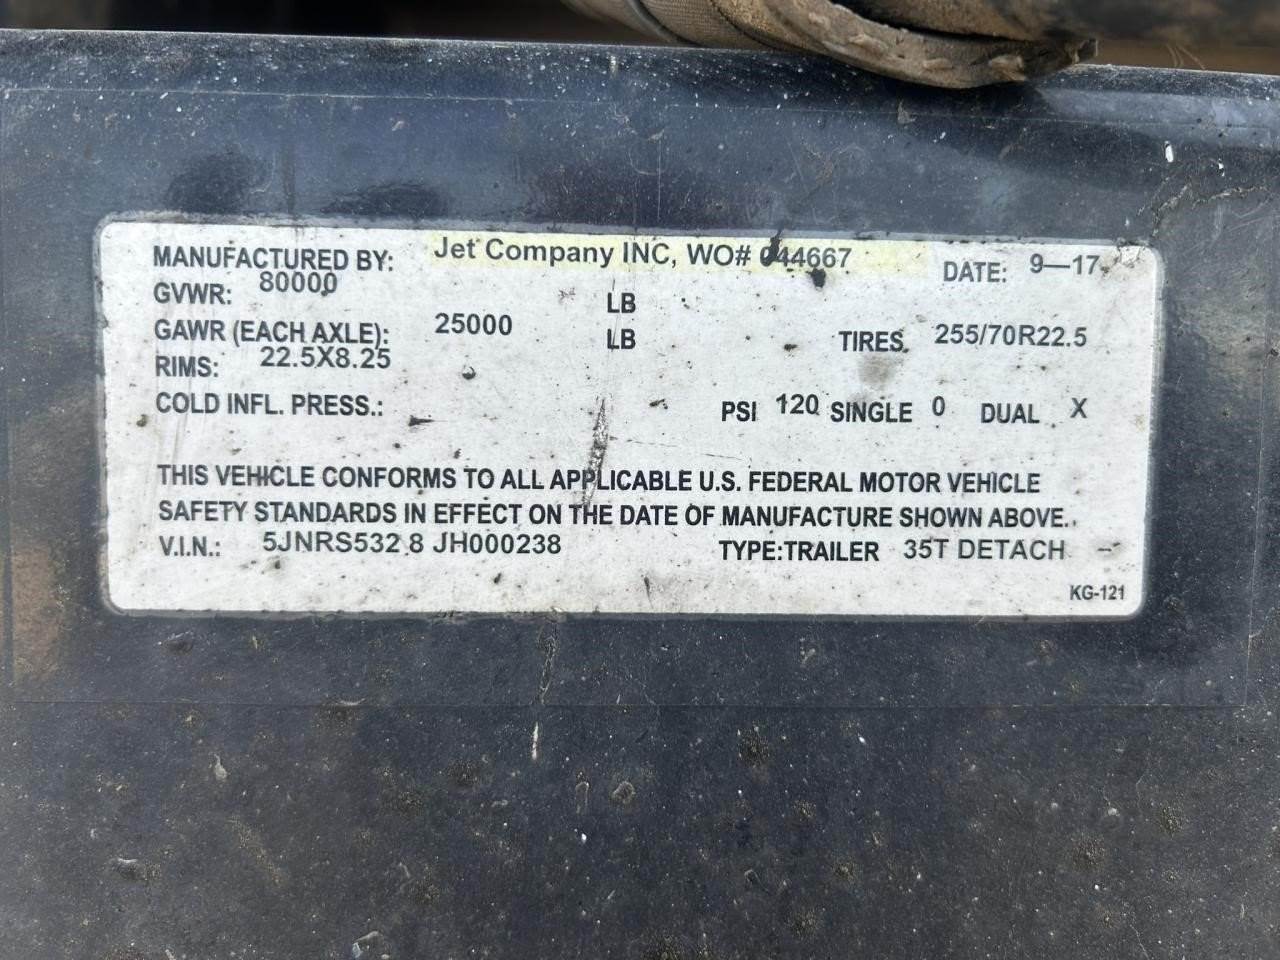 MANUFACTURED BY: Jet Company INC, WO# 044667 DATE: 9—17
GVWR: 80000 LB
GAWR (EACH AXLE): 25000 LB TIRES 255/70R22.5
RIMS: 22.5X8.25
COLD INFL. PRESS.: PSI 120 SINGLE 0 DUAL X
THIS VEHICLE CONFORMS TO ALL APPLICABLE U.S. FEDERAL MOTOR VEHICLE
SAFETY STANDARDS IN EFFECT ON THE DATE OF MANUFACTURE SHOWN ABOVE.
V.I.N.: 5JNRS532 8 JH000238 TYPE:TRAILER 35T DETACH
KG-121